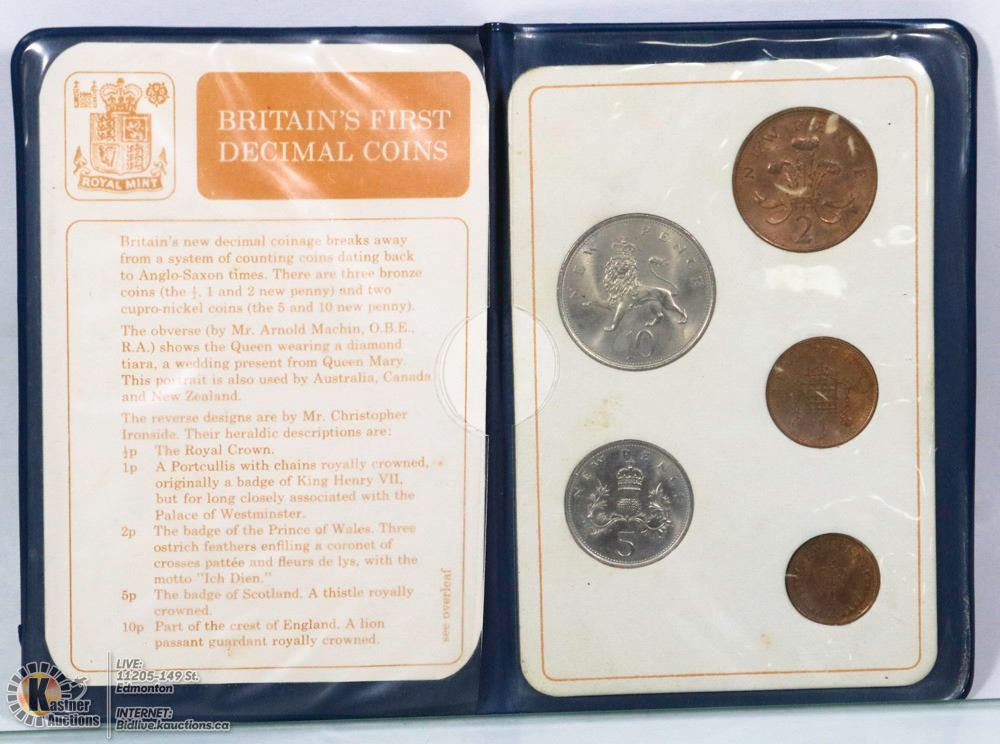 ROYAL MINT
BRITAIN'S FIRST
DECIMAL COINS
Britain's new decimal coinage breaks away
from a system of counting coins dating back
to Anglo-Saxon times. There are three bronze
coins (the ½, 1 and 2 new penny) and two
cupro-nickel coins (the 5 and 10 new penny).
The obverse (by Mr. Arnold Machin, O.B.E.,
R.A.) shows the Queen wearing a diamond
tiara, a wedding present from Queen Mary.
This portrait is also used by Australia, Canada
and New Zealand.
The reverse designs are by Mr. Christopher
Ironside. Their heraldic descriptions are:
½p The Royal Crown.
1p A Portcullis with chains royally crowned,
originally a badge of King Henry VII,
but for long closely associated with the
Palace of Westminster.
2p The badge of the Prince of Wales. Three
ostrich feathers enfiling a coronet of
crosses pattée and fleurs de lys, with the
motto "Ich Dien."
5p The badge of Scotland. A thistle royally
crowned.
10p Part of the crest of England. A lion
passant guardant royally crowned.
see overleaf
NEW PENCE
10
NEW PE
5
NEW PE
2
Kastner
Auctions
LIVE:
11205-149 St.
Edmonton
INTERNET:
Bidlive.kauctions.ca